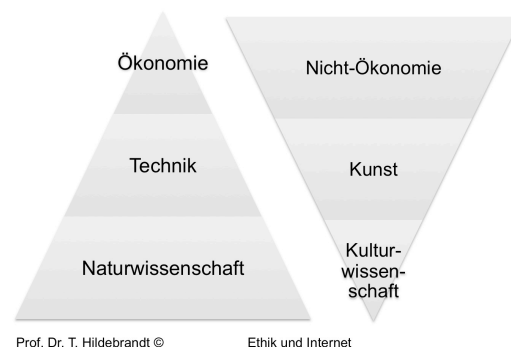 Ökonomie
Technik
Naturwissenschaft
Nicht-Ökonomie
Kunst
Kultur-
wissen-
schaft
Prof. Dr. T. Hildebrandt ©
Ethik und Internet